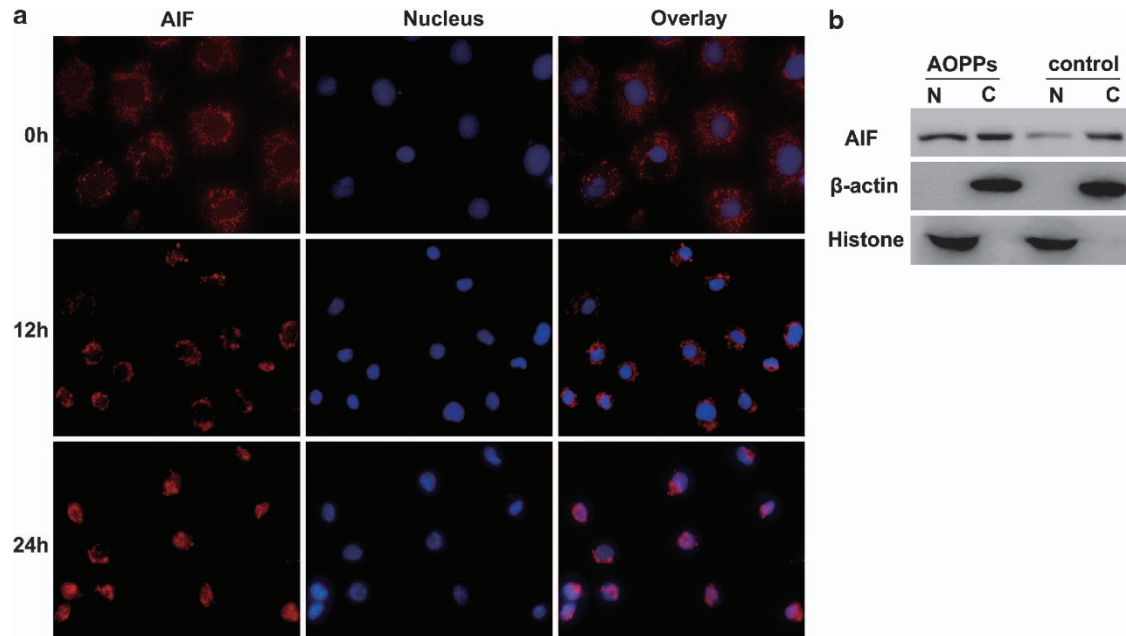 a
AIF Nucleus Overlay
0h
12h
24h
b
AOPPs control
N C N C
AIF
β-actin
Histone